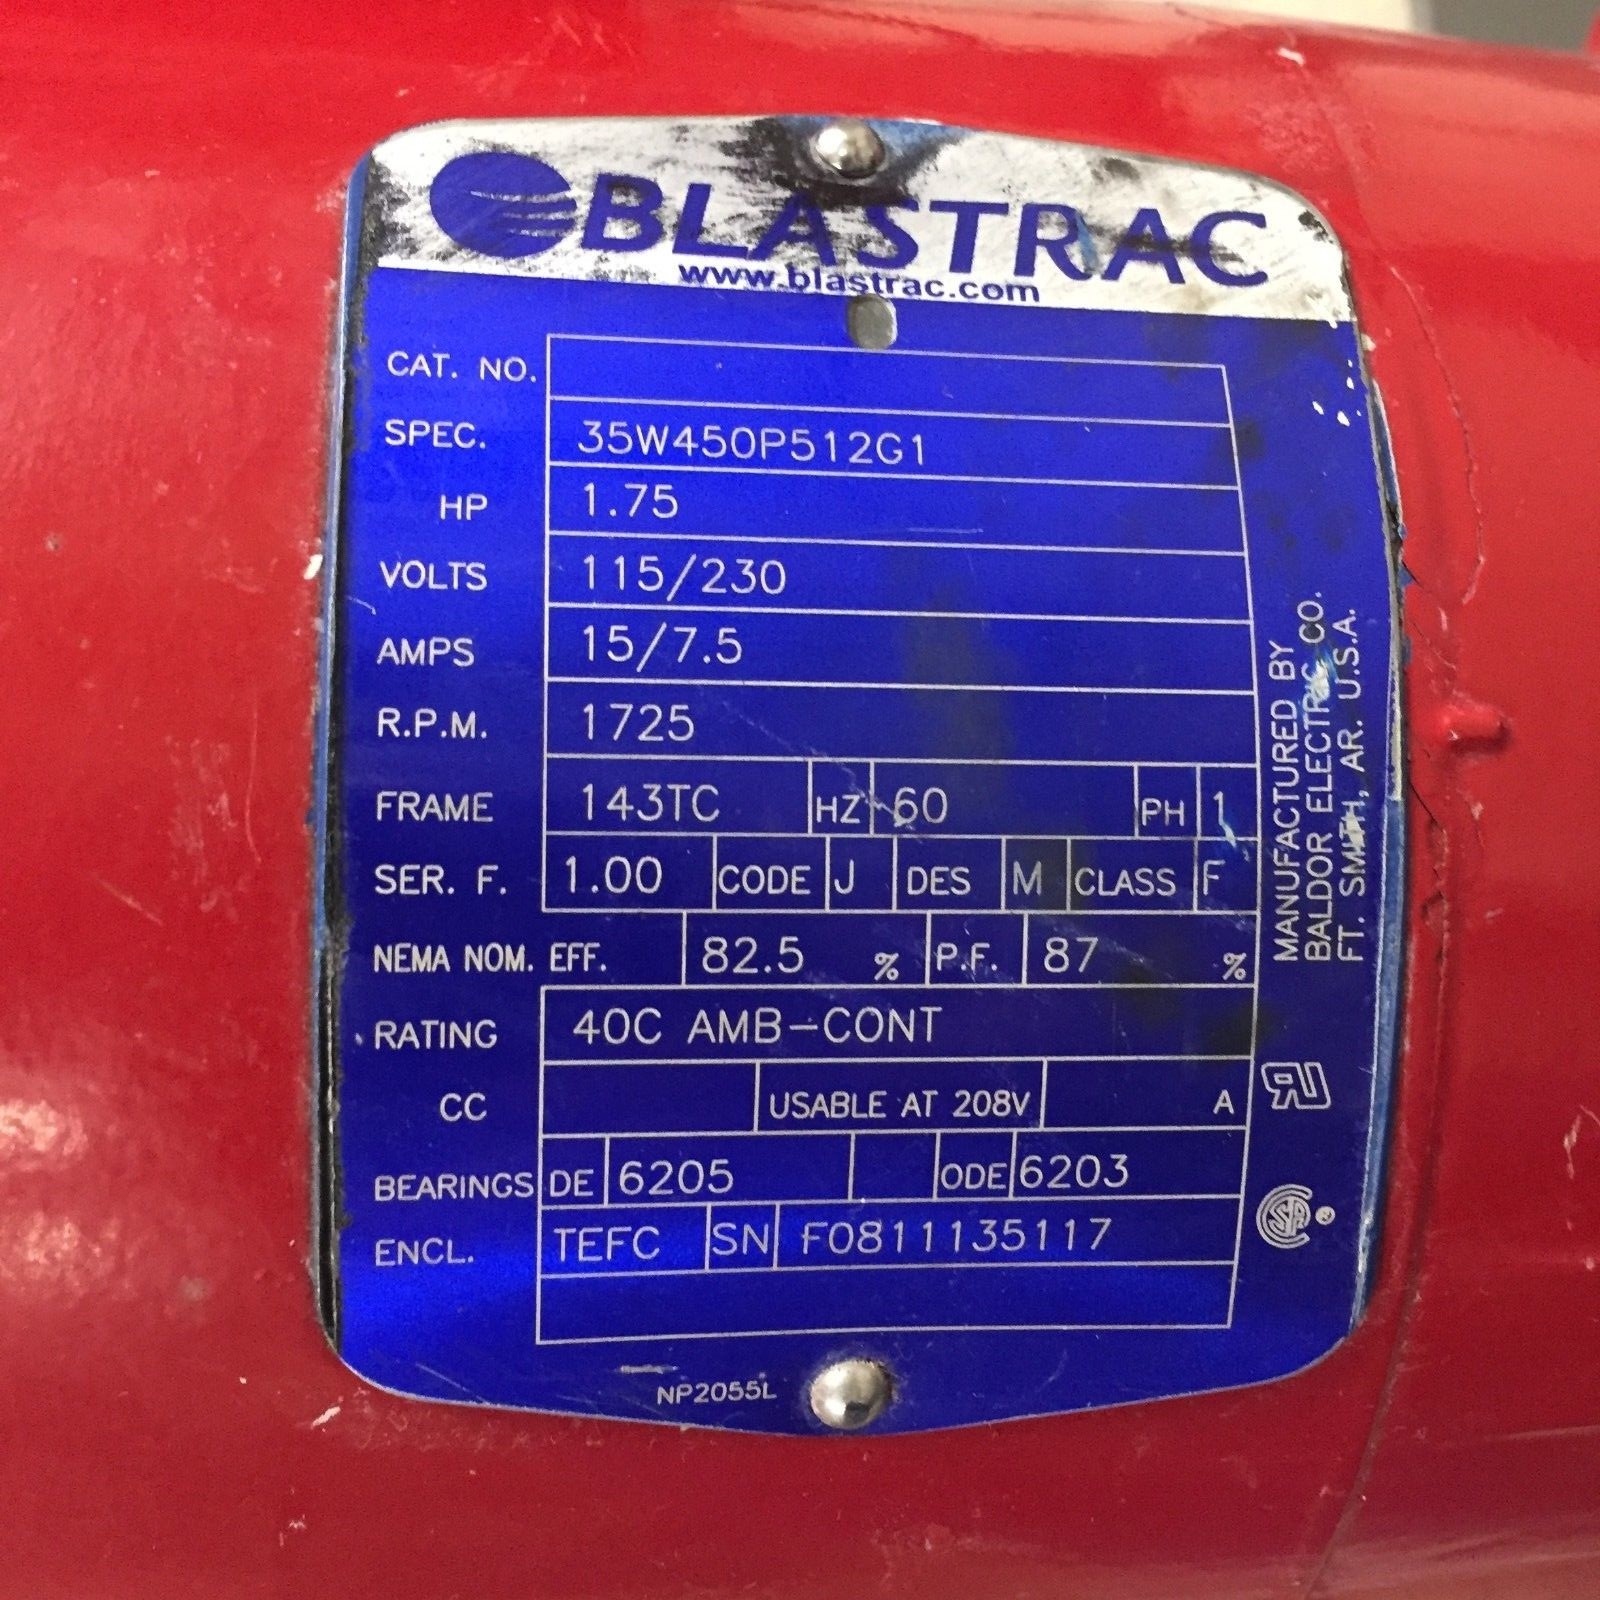 BLASTRAC
www.blastrac.com
CAT. NO.
SPEC. 35W450P512G1
HP 1.75
VOLTS 115/230
AMPS 15/7.5
R.P.M. 1725
FRAME 143TC HZ 60 PH 1
SER. F. 1.00 CODE J DES M CLASS F
NEMA NOM. EFF. 82.5 % P.F. 87 %
RATING 40C AMB-CONT
CC USABLE AT 208V A
BEARINGS DE 6205 ODE 6203
ENCL. TEFC SN F0811135117
NP2055L
MANUFACTURED BY
BALDOR ELECTRIC CO.
FT. SMITH, AR. U.S.A.
UR
SP®